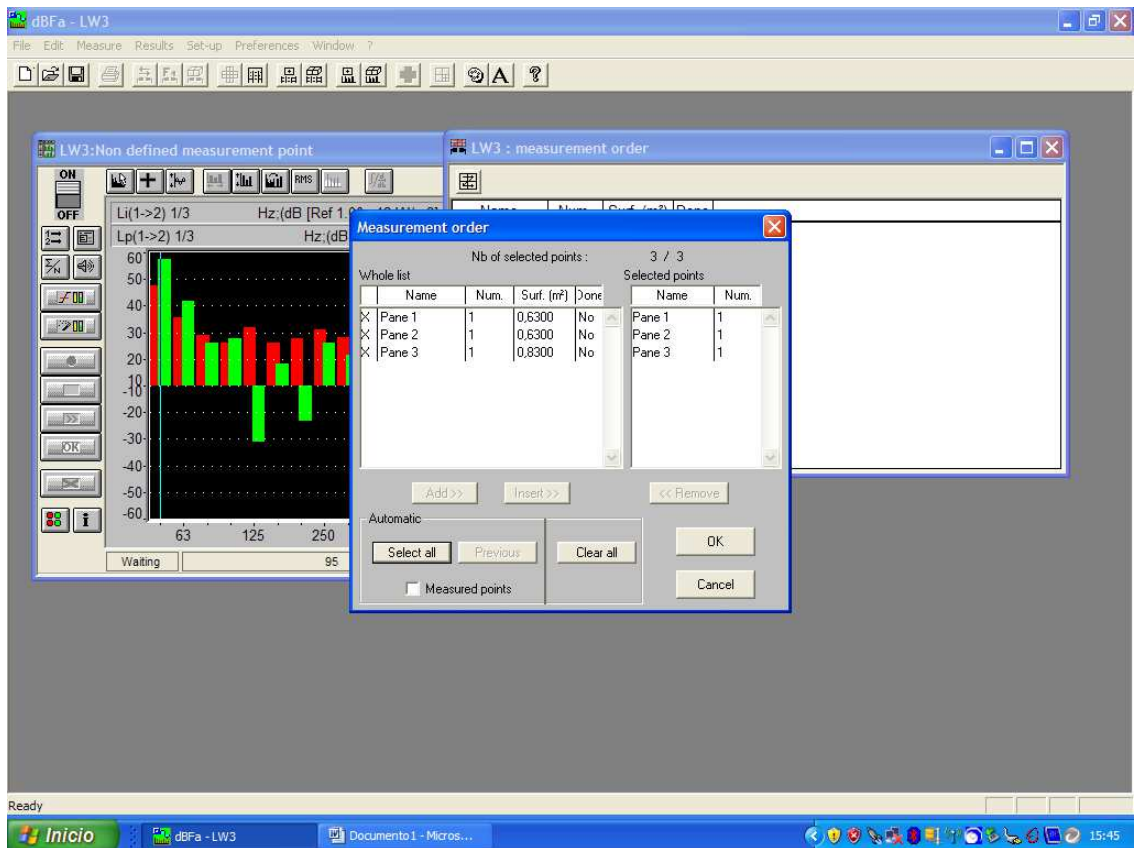 dBFa - LW3
File Edit Measure Results Set-up Preferences Window ?
LW3:Non defined measurement point
ON
OFF
RMS
Li(1->2) 1/3 Hz;(dB [Ref 1.
Lp(1->2) 1/3 Hz;(dB
60
50
40
30
20
10
-10
-20
-30
-40
-50
-60
63 125 250
OK
Waiting 95
LW3 : measurement order
Measurement order
Nb of selected points : 3 / 3
Whole list Selected points
Name Num. Surf. (m²) Done Name Num.
X Pane 1 1 0,6300 No Pane 1 1
X Pane 2 1 0,6300 No Pane 2 1
X Pane 3 1 0,8300 No Pane 3 1
Add >> Insert >> << Remove
Automatic
Select all Previous Clear all OK
Measured points Cancel
Ready
Inicio dBFa - LW3 Documento1 - Micros... 15:45